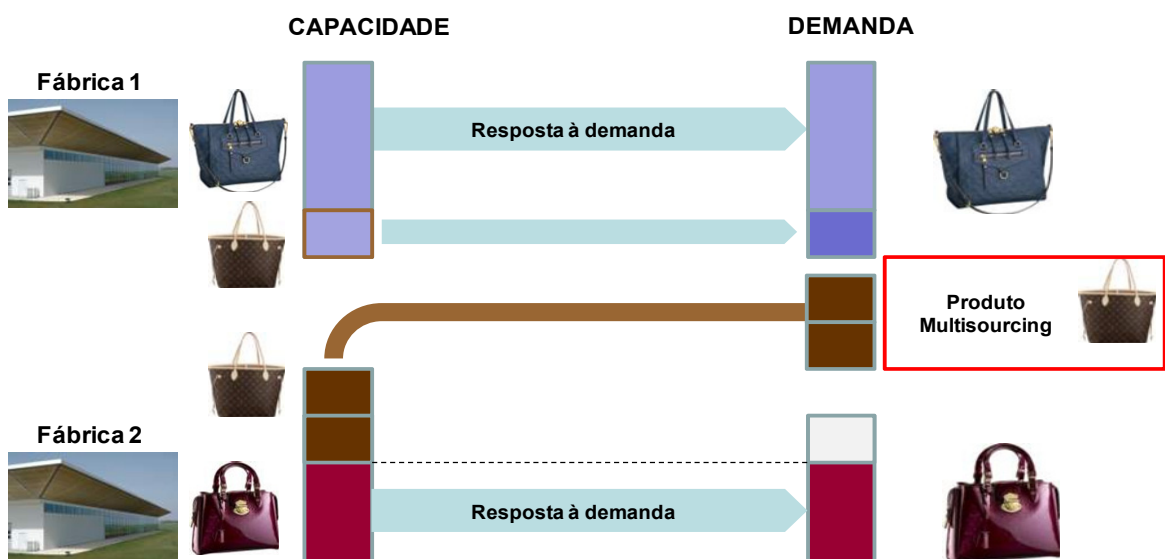 CAPACIDADE
DEMANDA
Fábrica 1
Resposta à demanda
Produto
Multisourcing
Fábrica 2
Resposta à demanda